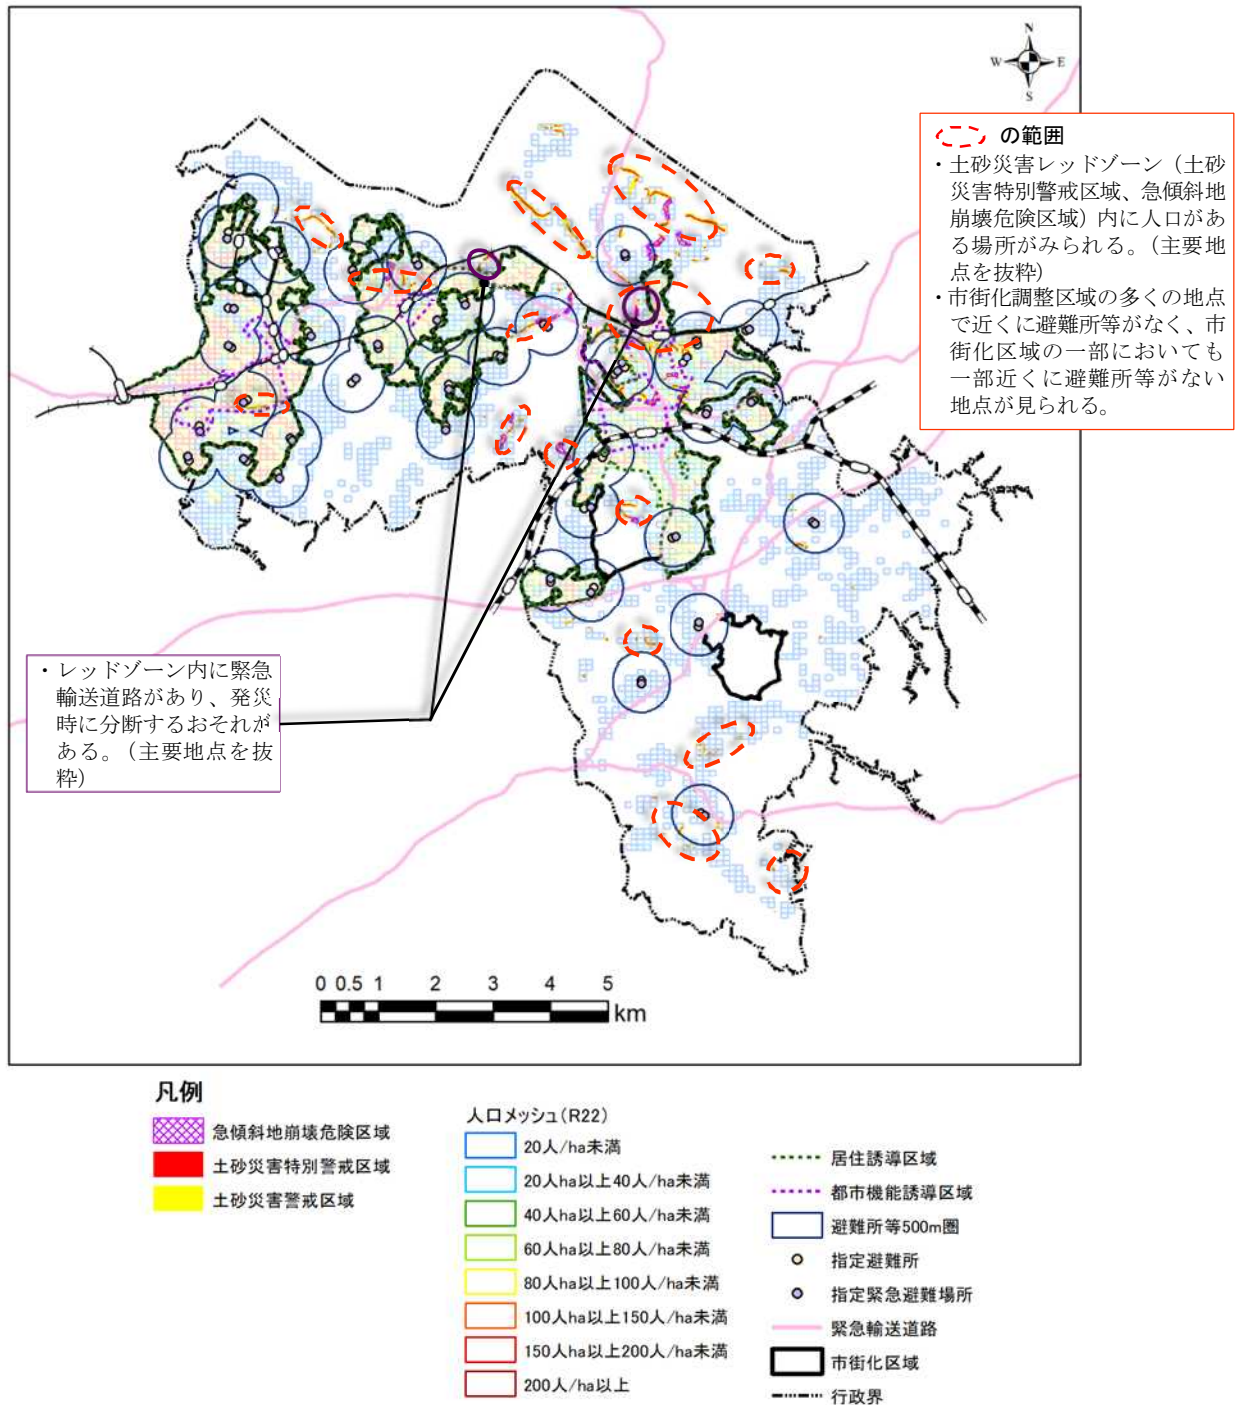 N
W
E
S
の範囲
・土砂災害レッドゾーン（土砂
災害特別警戒区域、急傾斜地
崩壊危険区域）内に人口があ
る場所がみられる。（主要地
点を抜粋）
・市街化調整区域の多くの地点
で近くに避難所等がなく、市
街化区域の一部においても
一部近くに避難所等がない
地点が見られる。
・レッドゾーン内に緊急
輸送道路があり、発災
時に分断するおそれが
ある。（主要地点を抜
粋）
0 0.5 1 2 3 4 5
km
凡例
急傾斜地崩壊危険区域
土砂災害特別警戒区域
土砂災害警戒区域
人口メッシュ（R22）
20人/ha未満
20人ha以上40人/ha未満
40人ha以上60人/ha未満
60人ha以上80人/ha未満
80人ha以上100人/ha未満
100人ha以上150人/ha未満
150人ha以上200人/ha未満
200人/ha以上
居住誘導区域
都市機能誘導区域
避難所等500m圏
指定避難所
指定緊急避難場所
緊急輸送道路
市街化区域
行政界